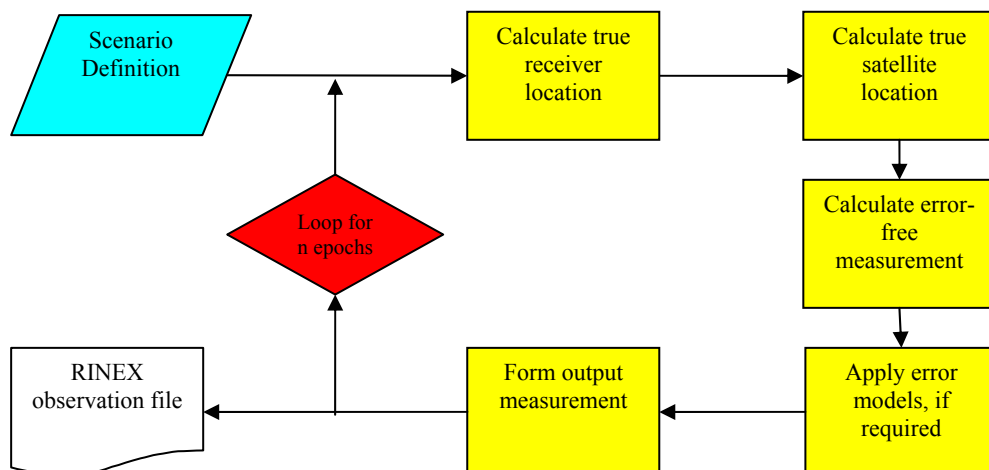 Scenario
Definition
Calculate true
receiver
location
Calculate true
satellite
location
Calculate error-
free
measurement
Loop for
n epochs
RINEX
observation file
Form output
measurement
Apply error
models, if
required